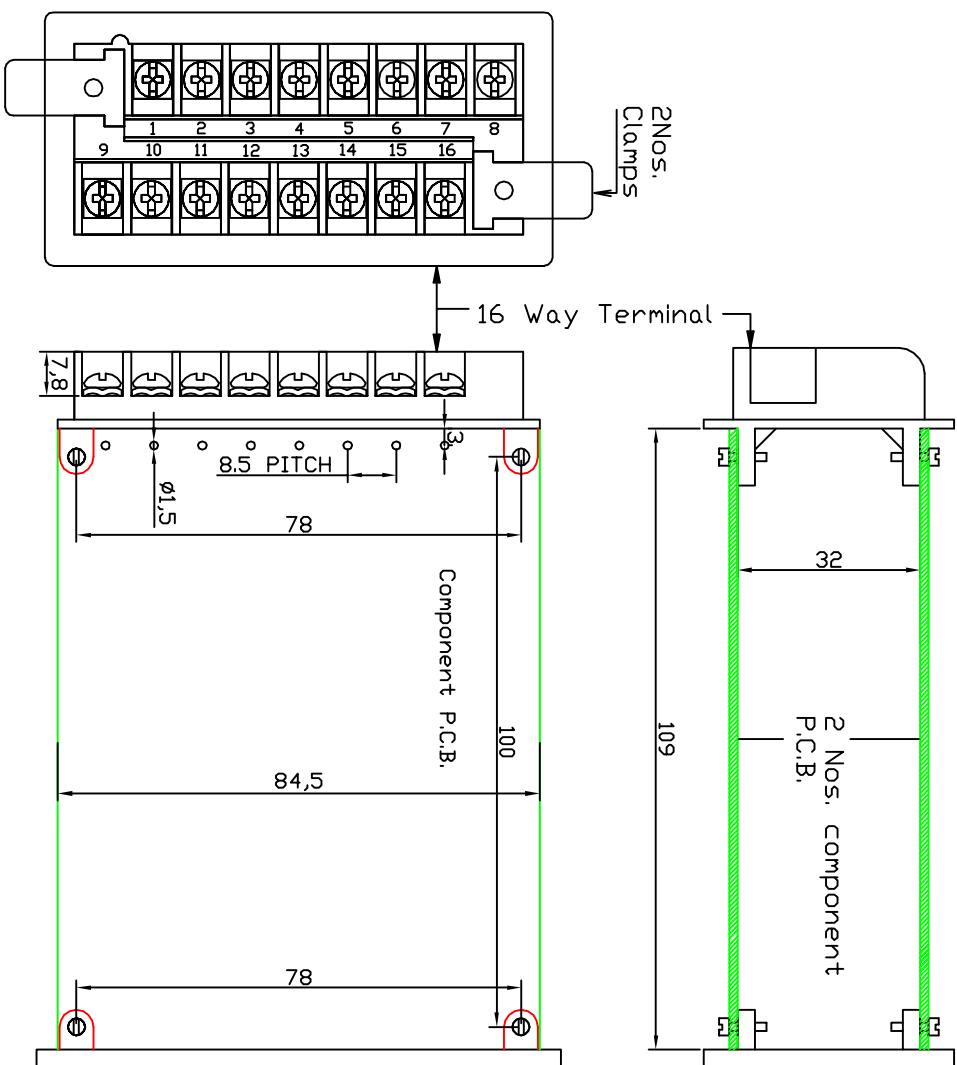 2Nos.
Clamps
1 2 3 4 5 6 7 8
9 10 11 12 13 14 15 16
16 Way Terminal
7,8
3
8.5 PITCH
ø1,5
78
Component P.C.B.
100
84,5
78
32
109
2 Nos. component
P.C.B.